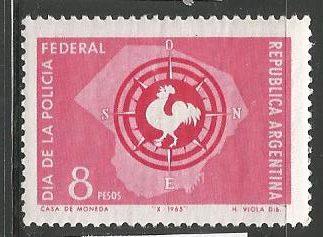 DIA DE LA POLICIA
FEDERAL
REPUBLICA ARGENTINA
O
S
N
E
8
PESOS
CASA DE MONEDA
"X - 1965"
H. VIOLA Dib.